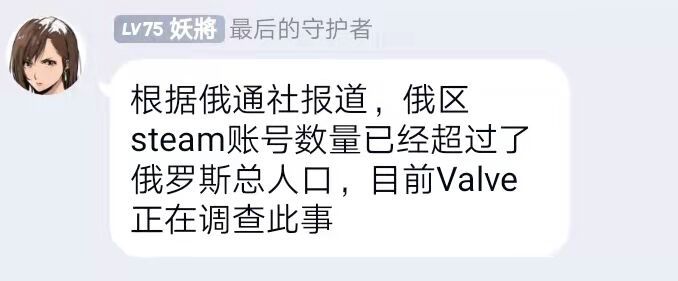 LV75 妖將 最后的守护者
根据俄通社报道，俄区
steam账号数量已经超过了
俄罗斯总人口，目前Valve
正在调查此事